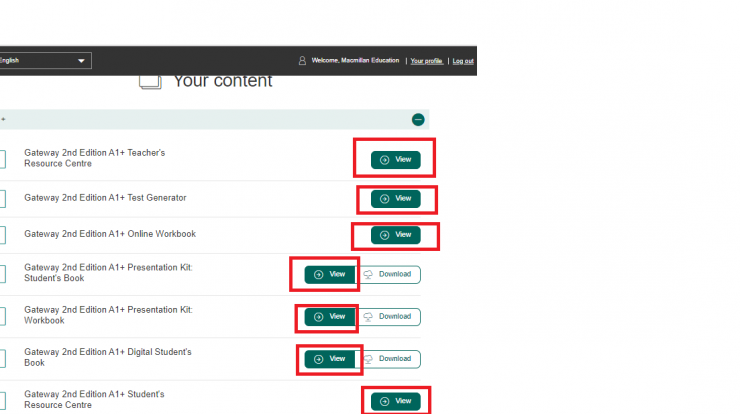 English
Welcome, Macmillan Education | Your profile | Log out
Your content
+
Gateway 2nd Edition A1+ Teacher's
Resource Centre
View
Gateway 2nd Edition A1+ Test Generator
View
Gateway 2nd Edition A1+ Online Workbook
View
Gateway 2nd Edition A1+ Presentation Kit:
Student's Book
View
Download
Gateway 2nd Edition A1+ Presentation Kit:
Workbook
View
Download
Gateway 2nd Edition A1+ Digital Student's
Book
View
Download
Gateway 2nd Edition A1+ Student's
Resource Centre
View